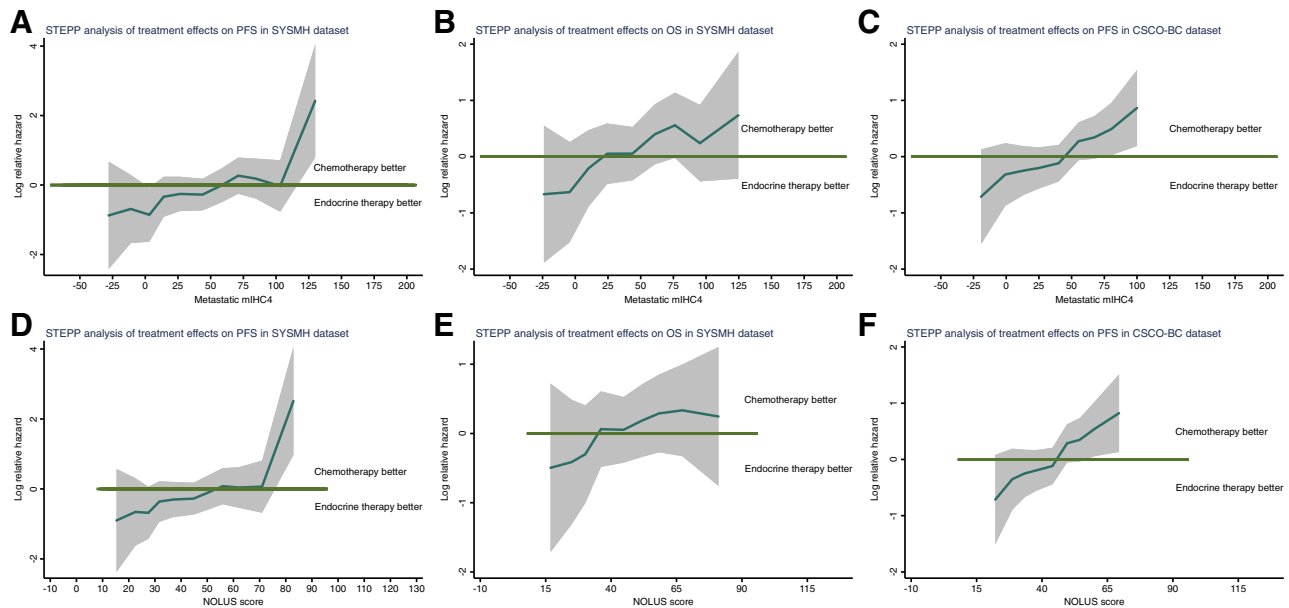 A
STEPP analysis of treatment effects on PFS in SYSMH dataset
Log relative hazard
4
2
0
-2
Chemotherapy better
Endocrine therapy better
-50 -25 0 25 50 75 100 125 150 175 200
Metastatic mIHC4
B
STEPP analysis of treatment effects on OS in SYSMH dataset
Log relative hazard
2
1
0
-1
-2
Chemotherapy better
Endocrine therapy better
-50 -25 0 25 50 75 100 125 150 175 200
Metastatic mIHC4
C
STEPP analysis of treatment effects on PFS in CSCO-BC dataset
Log relative hazard
2
1
0
-1
-2
Chemotherapy better
Endocrine therapy better
-50 -25 0 25 50 75 100 125 150 175 200
Metastatic mIHC4
D
STEPP analysis of treatment effects on PFS in SYSMH dataset
Log relative hazard
4
2
0
-2
Chemotherapy better
Endocrine therapy better
-10 0 10 20 30 40 50 60 70 80 90 100 110 120 130
NOLUS score
E
STEPP analysis of treatment effects on OS in SYSMH dataset
Log relative hazard
1
0
-1
-2
Chemotherapy better
Endocrine therapy better
-10 15 40 65 90 115
NOLUS score
F
STEPP analysis of treatment effects on PFS in CSCO-BC dataset
Log relative hazard
2
1
0
-1
-2
Chemotherapy better
Endocrine therapy better
-10 15 40 65 90 115
NOLUS score